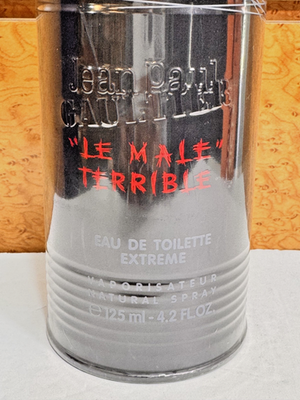 Jean Paul
GAULTIER
"LE MALE"
TERRIBLE
EAU DE TOILETTE
EXTREME
VAPORISATEUR
NATURAL SPRAY
℮ 125 ml - 4.2 FL.OZ.